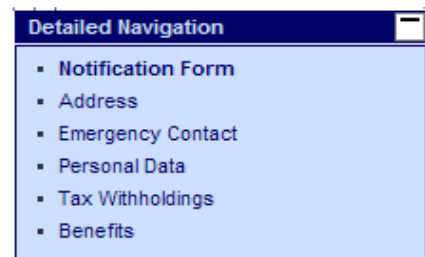 Detailed Navigation
Notification Form
Address
Emergency Contact
Personal Data
Tax Withholdings
Benefits